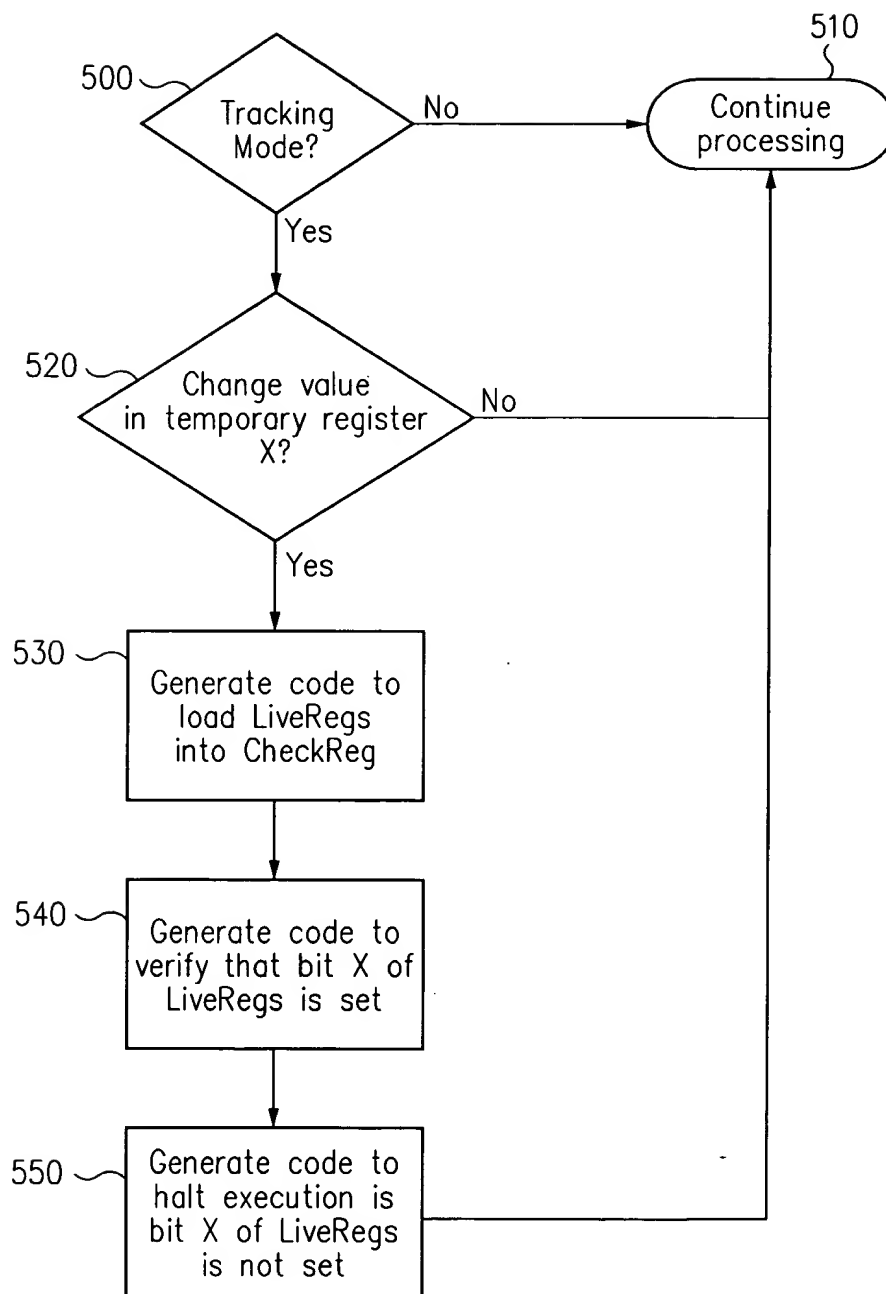 500
Tracking
Mode?
No
510
Continue
processing
Yes
520
Change value
in temporary register
X?
No
Yes
530
Generate code to
load LiveRegs
into CheckReg
540
Generate code to
verify that bit X of
LiveRegs is set
550
Generate code to
halt execution is
bit X of LiveRegs
is not set